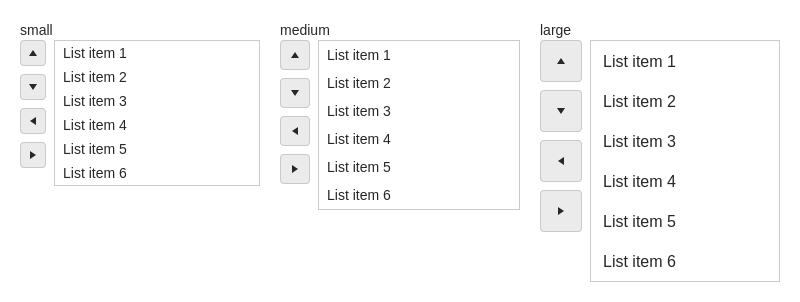 small
List item 1
List item 2
List item 3
List item 4
List item 5
List item 6
medium
List item 1
List item 2
List item 3
List item 4
List item 5
List item 6
large
List item 1
List item 2
List item 3
List item 4
List item 5
List item 6